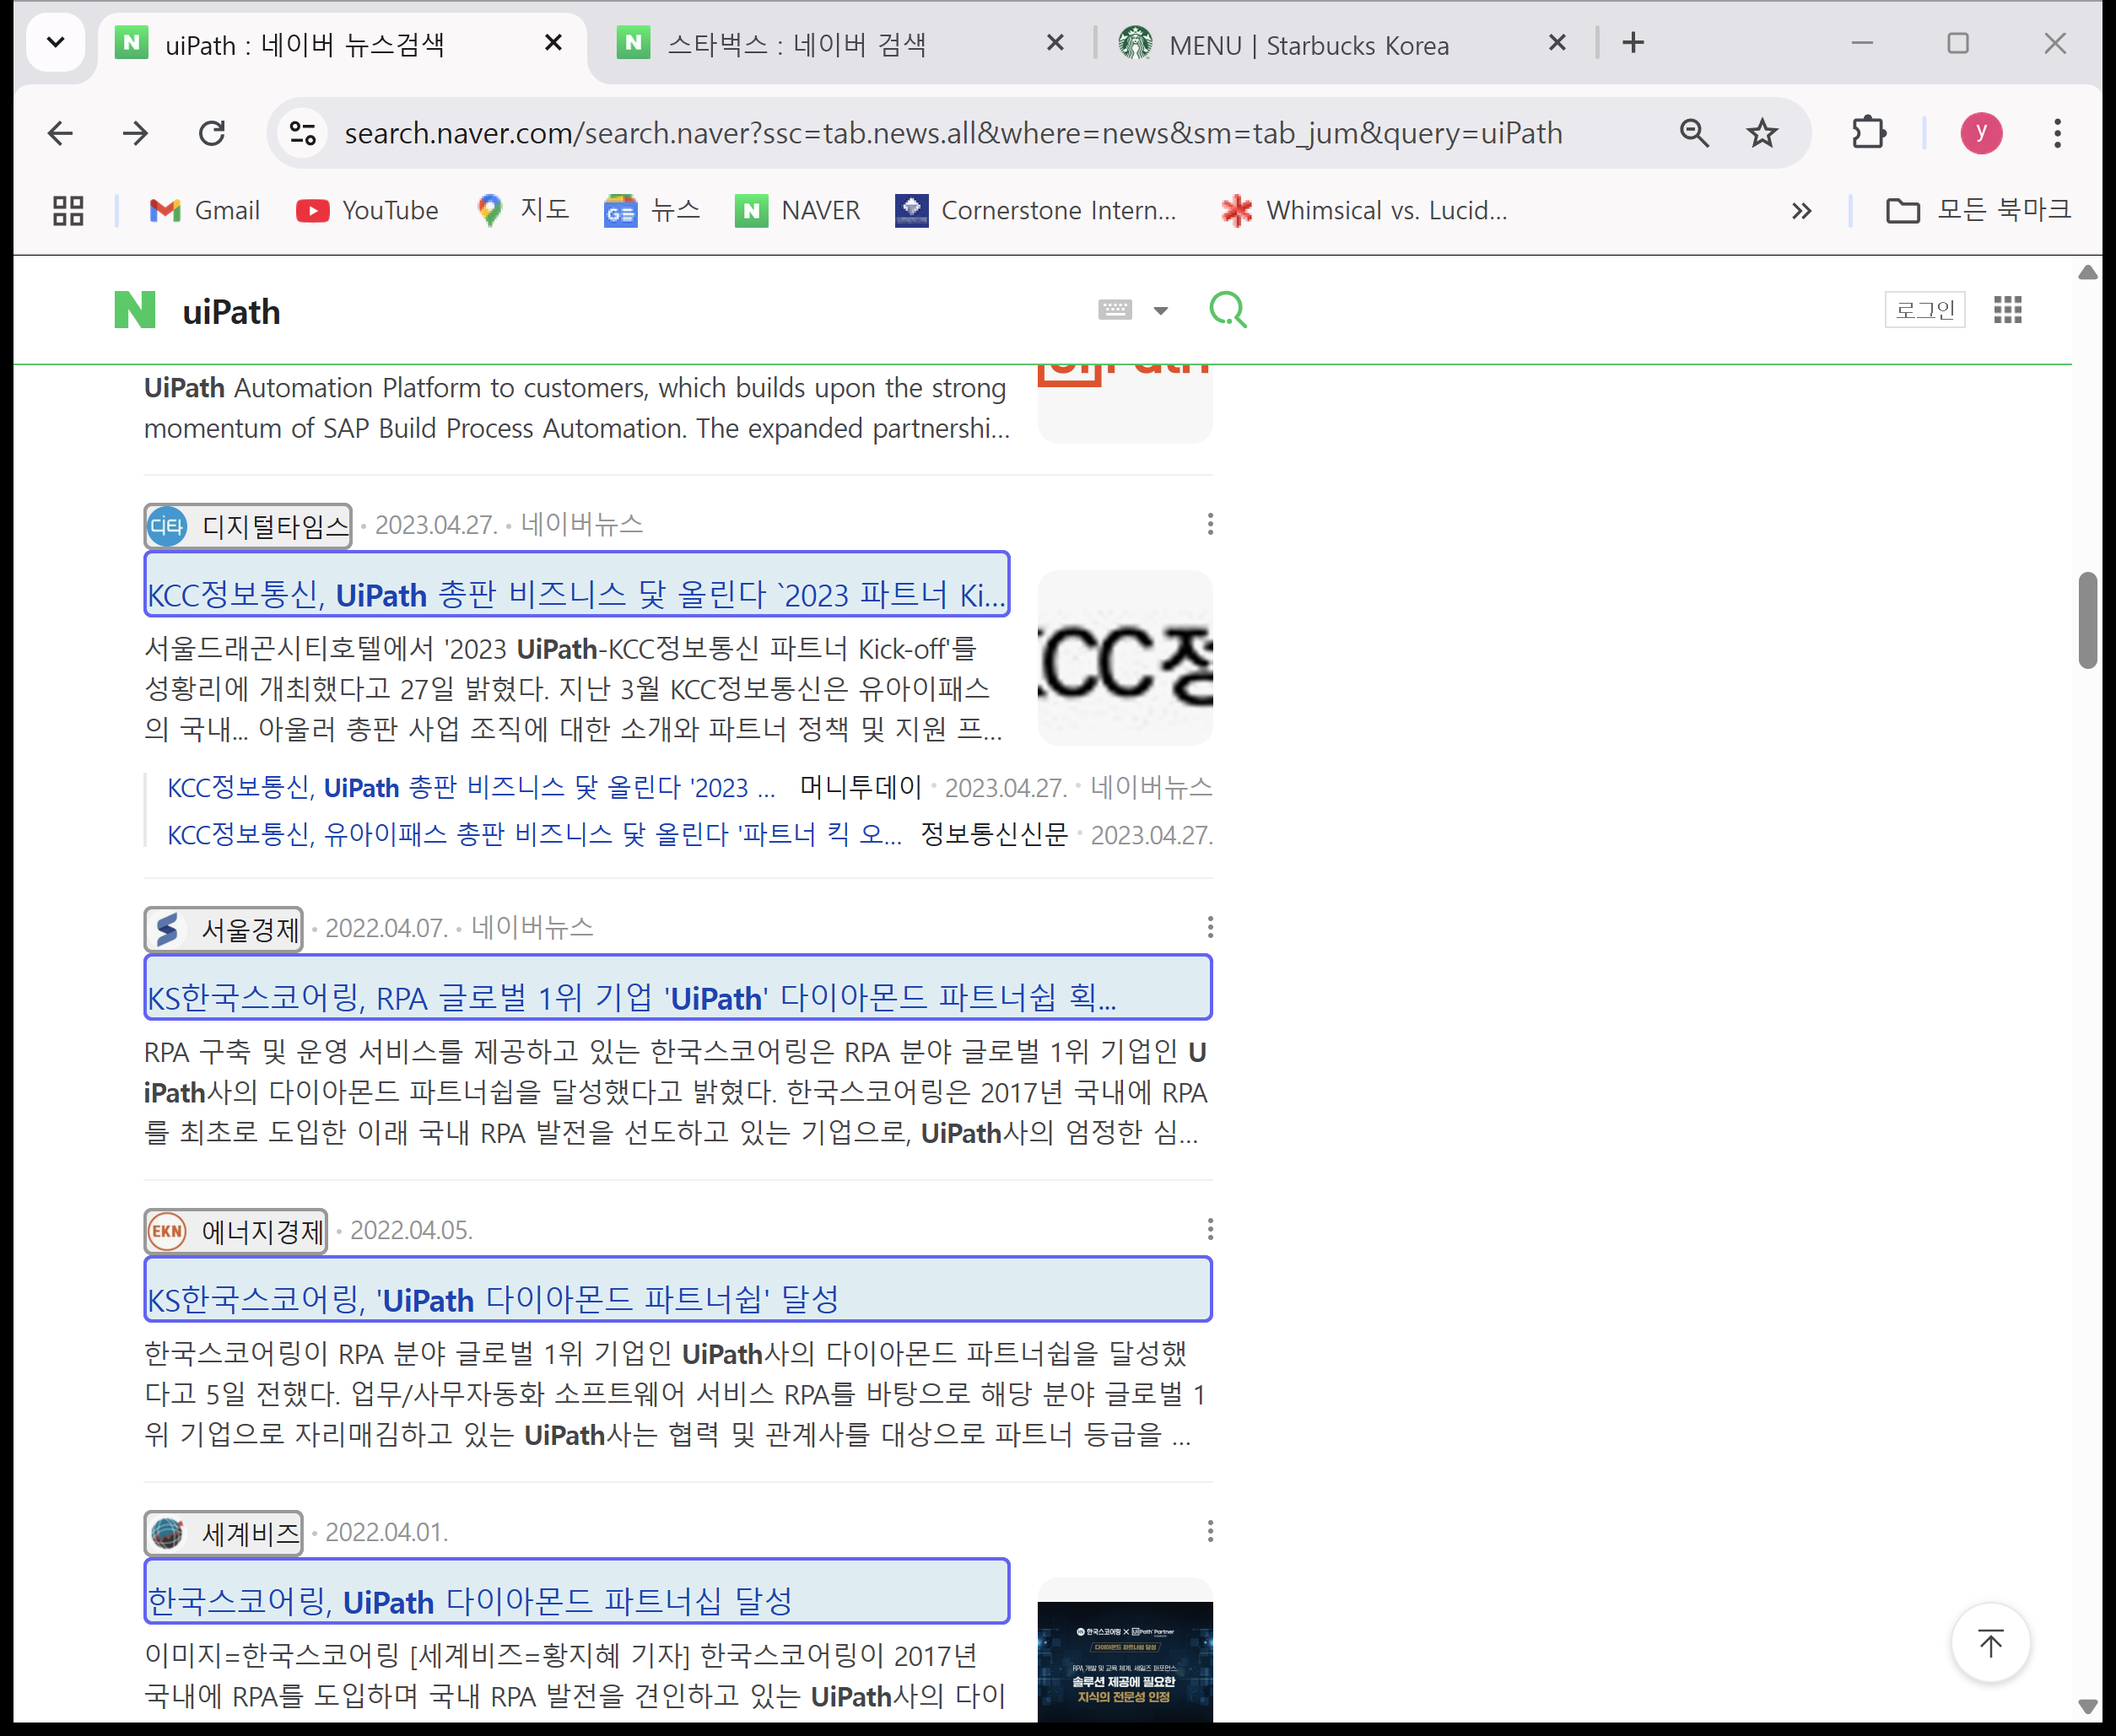 uiPath : 네이버 뉴스검색
스타벅스 : 네이버 검색
MENU | Starbucks Korea
search.naver.com/search.naver?ssc=tab.news.all&where=news&sm=tab_jum&query=uiPath
y
Gmail
YouTube
지도
뉴스
NAVER
Cornerstone Intern...
Whimsical vs. Lucid...
모든 북마크
uiPath
로그인
UiPath Automation Platform to customers, which builds upon the strong
momentum of SAP Build Process Automation. The expanded partnershi...
디타 디지털타임스 · 2023.04.27. · 네이버뉴스
KCC정보통신, UiPath 총판 비즈니스 닻 올린다 `2023 파트너 Ki...
서울드래곤시티호텔에서 '2023 UiPath-KCC정보통신 파트너 Kick-off'를
성황리에 개최했다고 27일 밝혔다. 지난 3월 KCC정보통신은 유아이패스
의 국내... 아울러 총판 사업 조직에 대한 소개와 파트너 정책 및 지원 프...
KCC정보통신, UiPath 총판 비즈니스 닻 올린다 '2023 ... 머니투데이 · 2023.04.27. · 네이버뉴스
KCC정보통신, 유아이패스 총판 비즈니스 닻 올린다 '파트너 킥 오... 정보통신신문 · 2023.04.27.
서울경제 · 2022.04.07. · 네이버뉴스
KS한국스코어링, RPA 글로벌 1위 기업 'UiPath' 다이아몬드 파트너쉽 획...
RPA 구축 및 운영 서비스를 제공하고 있는 한국스코어링은 RPA 분야 글로벌 1위 기업인 U
iPath사의 다이아몬드 파트너쉽을 달성했다고 밝혔다. 한국스코어링은 2017년 국내에 RPA
를 최초로 도입한 이래 국내 RPA 발전을 선도하고 있는 기업으로, UiPath사의 엄정한 심...
EKN 에너지경제 · 2022.04.05.
KS한국스코어링, 'UiPath 다이아몬드 파트너쉽' 달성
한국스코어링이 RPA 분야 글로벌 1위 기업인 UiPath사의 다이아몬드 파트너쉽을 달성했
다고 5일 전했다. 업무/사무자동화 소프트웨어 서비스 RPA를 바탕으로 해당 분야 글로벌 1
위 기업으로 자리매김하고 있는 UiPath사는 협력 및 관계사를 대상으로 파트너 등급을 ...
세계비즈 · 2022.04.01.
한국스코어링, UiPath 다이아몬드 파트너십 달성
이미지=한국스코어링 [세계비즈=황지혜 기자] 한국스코어링이 2017년
국내에 RPA를 도입하며 국내 RPA 발전을 견인하고 있는 UiPath사의 다이
한국스코어링 X UiPath Partner
다이아몬드 파트너쉽 달성
솔루션 제공에 필요한
지식의 전문성 인정